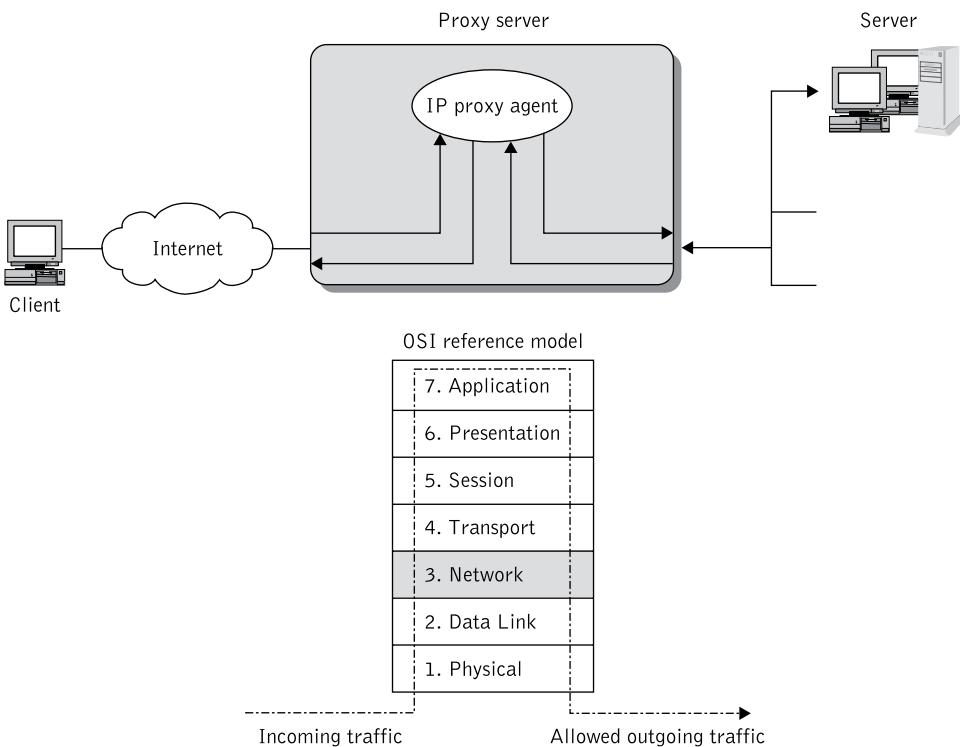 Proxy server
Server
IP proxy agent
Internet
Client
OSI reference model
7. Application
6. Presentation
5. Session
4. Transport
3. Network
2. Data Link
1. Physical
Incoming traffic
Allowed outgoing traffic